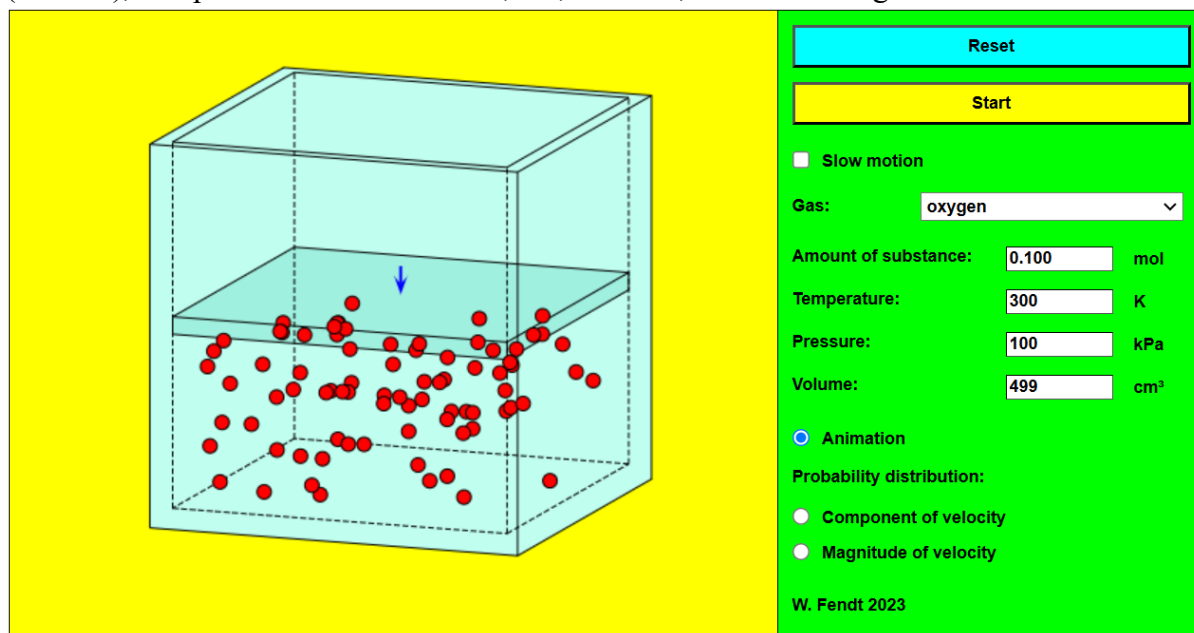 Reset
Start
Slow motion
Gas: oxygen
Amount of substance: 0.100 mol
Temperature: 300 K
Pressure: 100 kPa
Volume: 499 cm³
Animation
Probability distribution:
Component of velocity
Magnitude of velocity
W. Fendt 2023